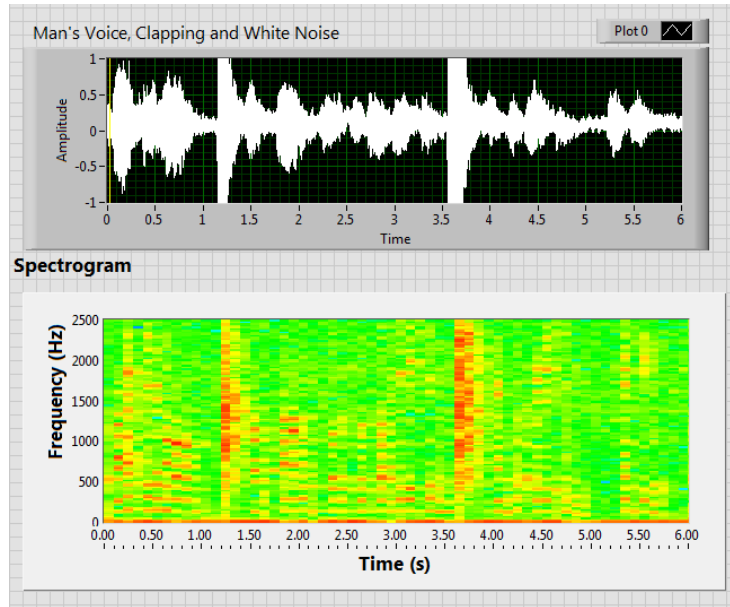 Man's Voice, Clapping and White Noise
Plot 0
1
0.5
0
-0.5
-1
Amplitude
0 0.5 1 1.5 2 2.5 3 3.5 4 4.5 5 5.5 6
Time
Spectrogram
2500
2000
1500
1000
500
0
Frequency (Hz)
0.00 0.50 1.00 1.50 2.00 2.50 3.00 3.50 4.00 4.50 5.00 5.50 6.00
Time (s)